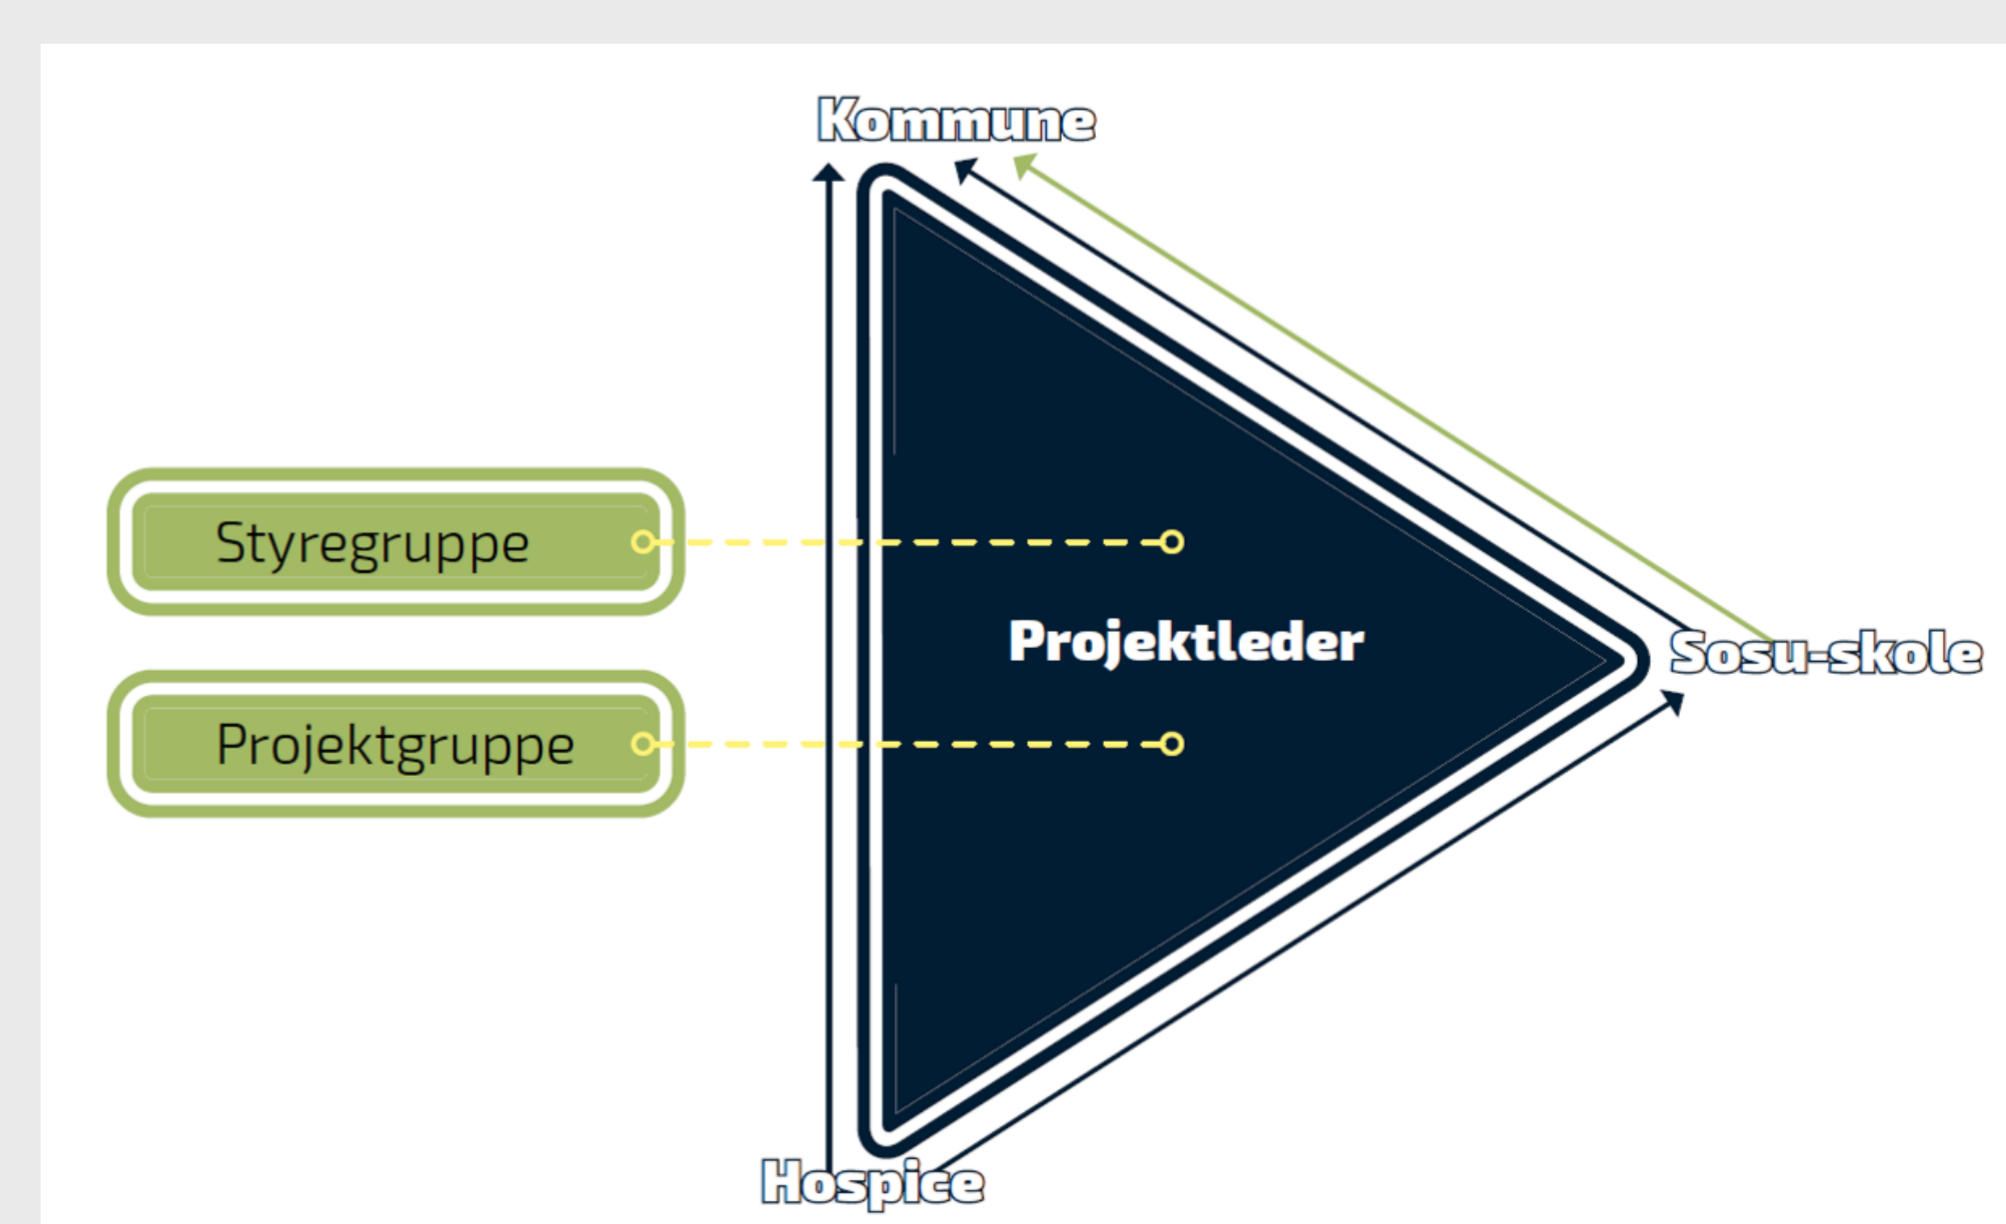 Kommune
Styregruppe
Projektleder
Sosu-skole
Projektgruppe
Hospice